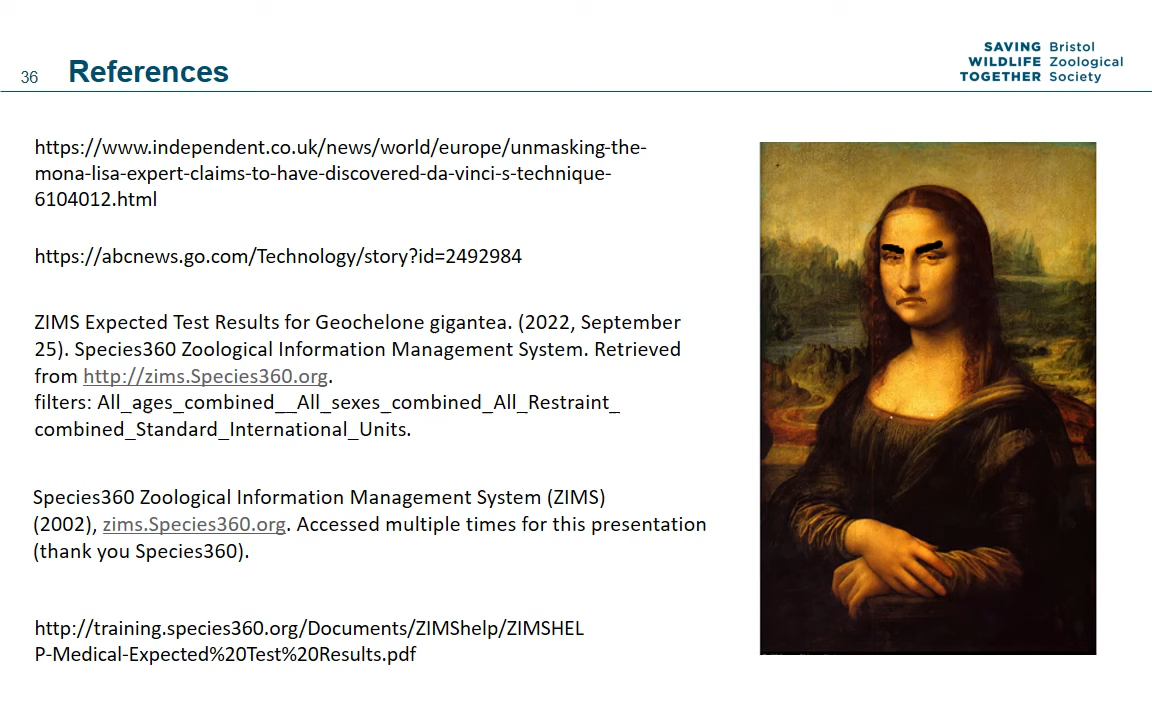 36 References
SAVING Bristol
WILDLIFE Zoological
TOGETHER Society
https://www.independent.co.uk/news/world/europe/unmasking-the-
mona-lisa-expert-claims-to-have-discovered-da-vinci-s-technique-
6104012.html
https://abcnews.go.com/Technology/story?id=2492984
ZIMS Expected Test Results for Geochelone gigantea. (2022, September
25). Species360 Zoological Information Management System. Retrieved
from http://zims.Species360.org.
filters: All_ages_combined__All_sexes_combined_All_Restraint_
combined_Standard_International_Units.
Species360 Zoological Information Management System (ZIMS)
(2002), zims.Species360.org. Accessed multiple times for this presentation
(thank you Species360).
http://training.species360.org/Documents/ZIMShelp/ZIMSHEL
P-Medical-Expected%20Test%20Results.pdf